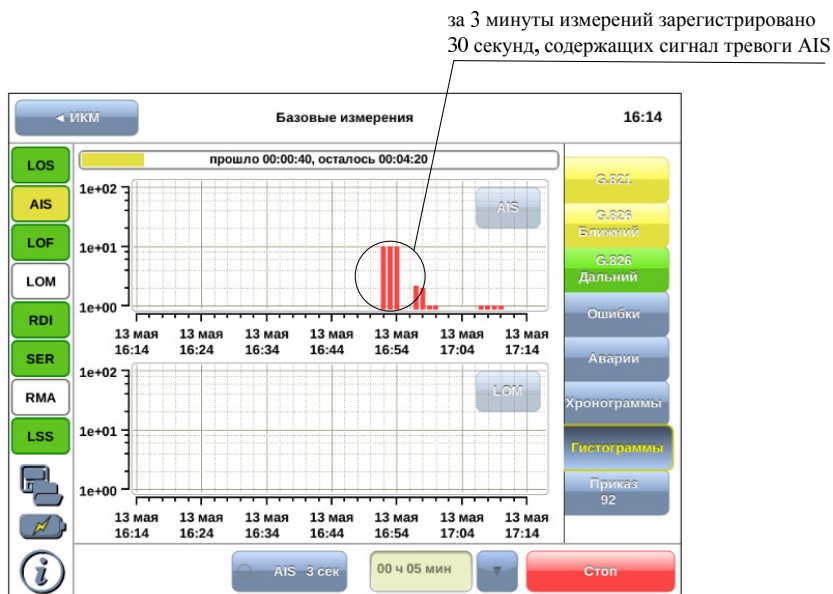 за 3 минуты измерений зарегистрировано
30 секунд, содержащих сигнал тревоги AIS
◄ ИКМ
Базовые измерения
16:14
LOS
AIS
LOF
LOM
RDI
SER
RMA
LSS
прошло 00:00:40, осталось 00:04:20
1e+02
1e+01
1e+00
AIS
13 мая 13 мая 13 мая 13 мая 13 мая 13 мая 13 мая
16:14 16:24 16:34 16:44 16:54 17:04 17:14
1e+02
1e+01
1e+00
LOM
13 мая 13 мая 13 мая 13 мая 13 мая 13 мая 13 мая
16:14 16:24 16:34 16:44 16:54 17:04 17:14
G.821
G.826
Ближний
G.826
Дальний
Ошибки
Аварии
Хронограммы
Гистограммы
Приказ
92
i
AIS 3 сек
00 ч 05 мин
▼
Стоп